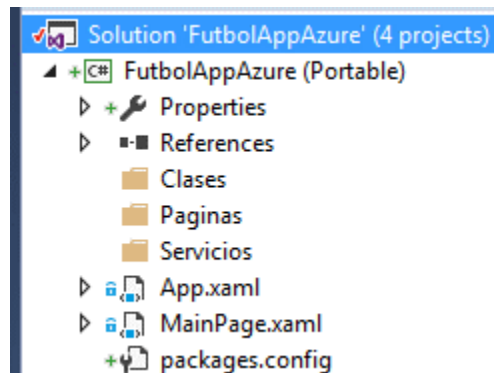 Solution 'FutbolAppAzure' (4 projects)
C# FutbolAppAzure (Portable)
Properties
References
Clases
Paginas
Servicios
App.xaml
MainPage.xaml
packages.config